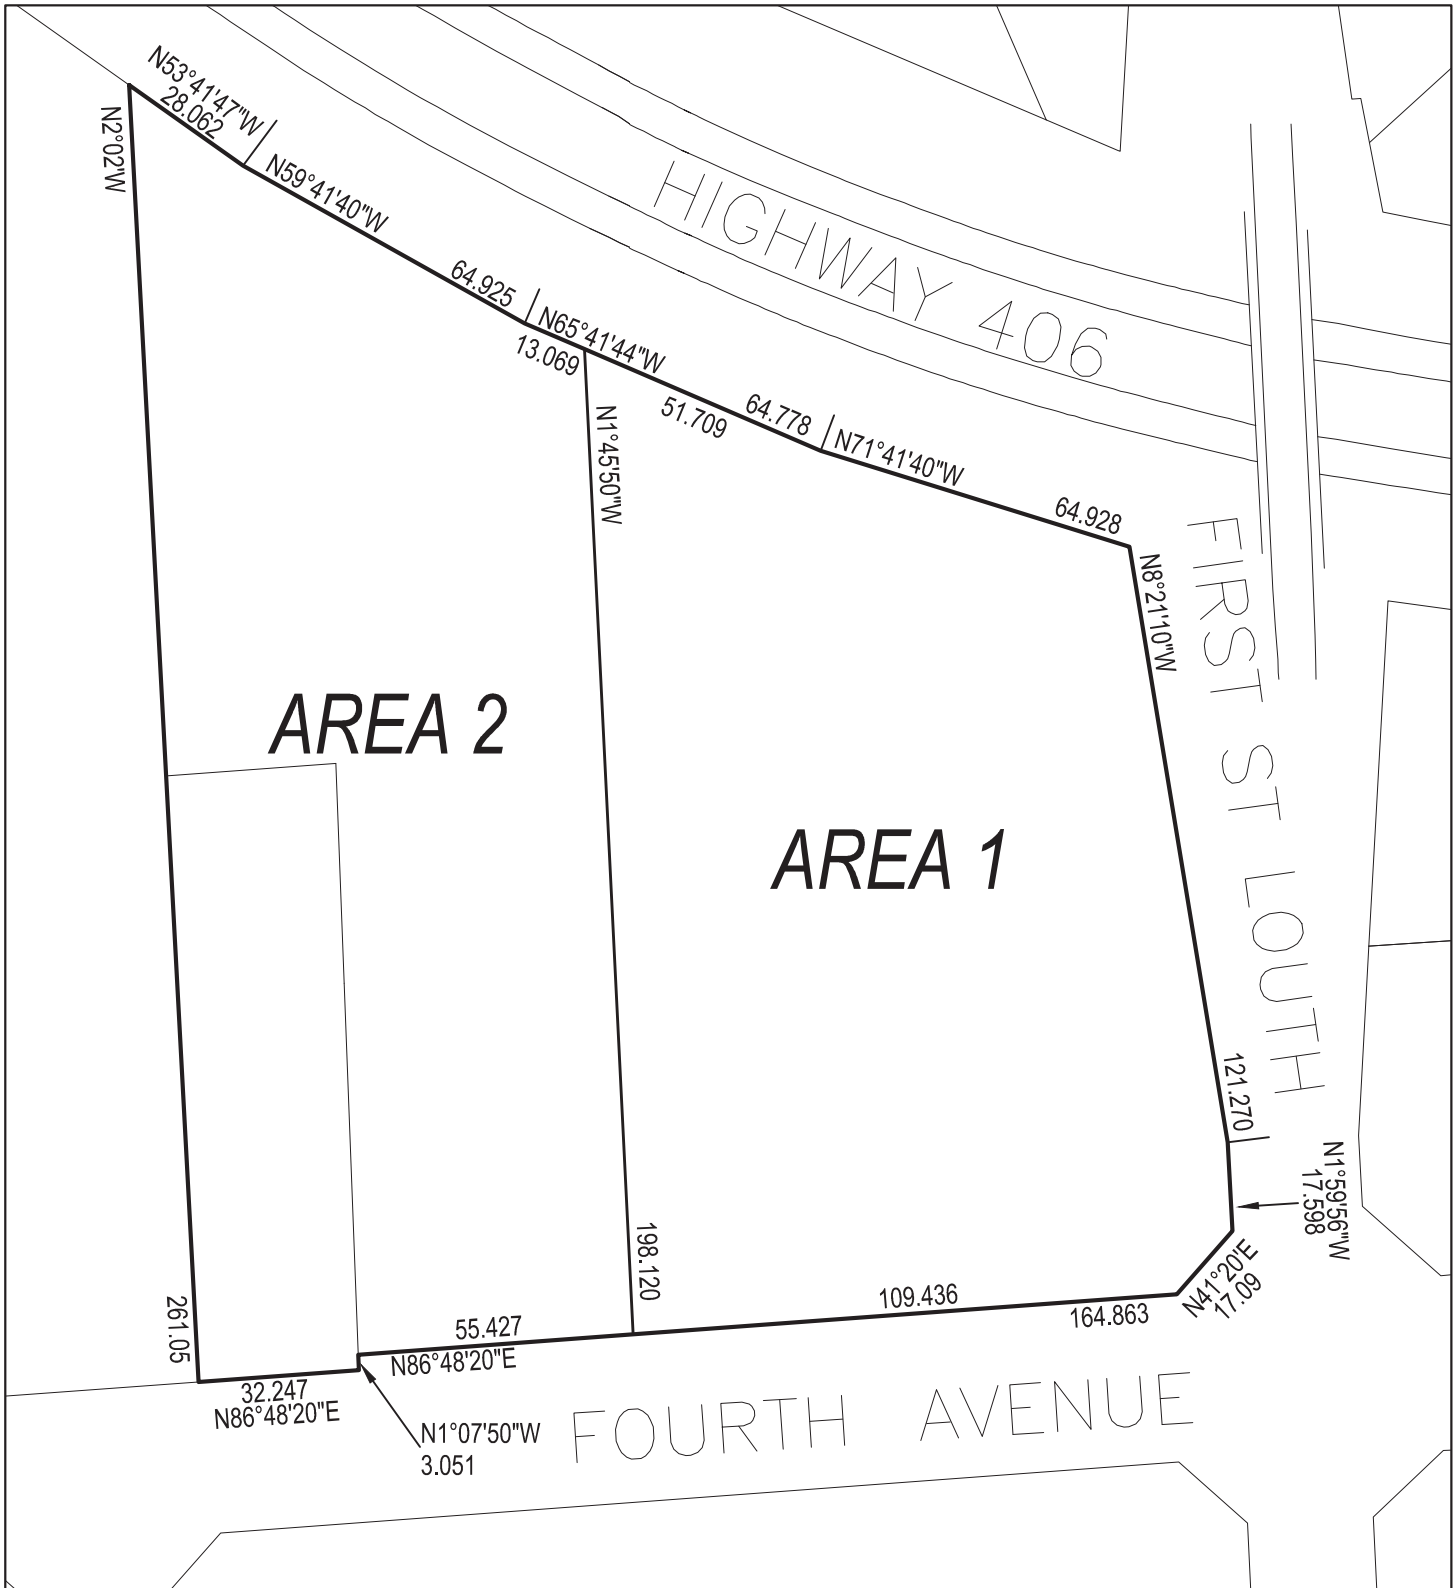 N53°41'47"W
28.062
N2°02'W
N59°41'40"W
64.925
N65°41'44"W
13.069
HIGHWAY 406
51.709
64.778
N71°41'40"W
64.928
N1°45'50"W
N8°21'10"W
FIRST ST LOUTH
AREA 2
AREA 1
121.270
N1°59'56"W
17.598
N41°20'E
17.09
198.120
109.436
164.863
261.05
55.427
N86°48'20"E
32.247
N86°48'20"E
N1°07'50"W
3.051
FOURTH AVENUE